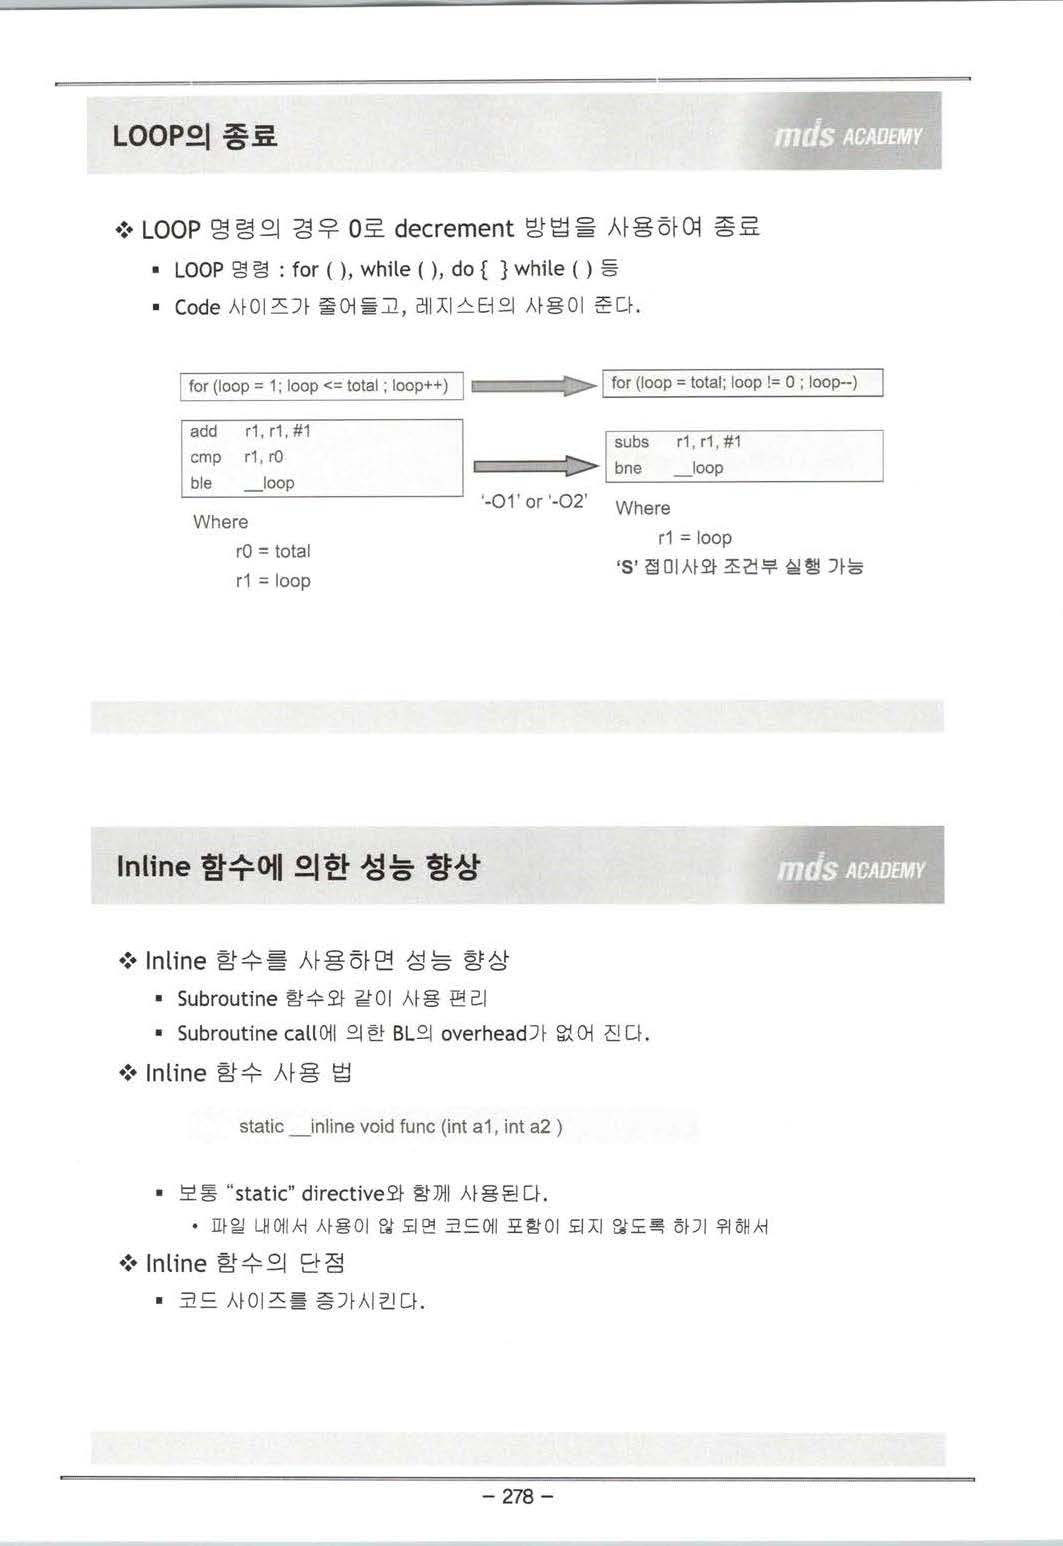 LOOP의 종료
mds ACADEMY
❖ LOOP 명령의 경우 0로 decrement 방법을 사용하여 종료
▪ LOOP 명령 : for ( ), while ( ), do { } while ( ) 등
▪ Code 사이즈가 줄어들고, 레지스터의 사용이 준다.
for (loop = 1; loop <= total ; loop++)
for (loop = total; loop != 0 ; loop--)
add r1, r1, #1
cmp r1, r0
ble __loop
subs r1, r1, #1
bne __loop
'-O1' or '-O2'
Where
r0 = total
r1 = loop
Where
r1 = loop
'S' 접미사와 조건부 실행 가능
Inline 함수에 의한 성능 향상
mds ACADEMY
❖ Inline 함수를 사용하면 성능 향상
▪ Subroutine 함수와 같이 사용 편리
▪ Subroutine call에 의한 BL의 overhead가 없어 진다.
❖ Inline 함수 사용 법
static __inline void func (int a1, int a2 )
▪ 보통 “static” directive와 함께 사용된다.
• 파일 내에서 사용이 않 되면 코드에 포함이 되지 않도록 하기 위해서
❖ Inline 함수의 단점
▪ 코드 사이즈를 증가시킨다.
- 278 -